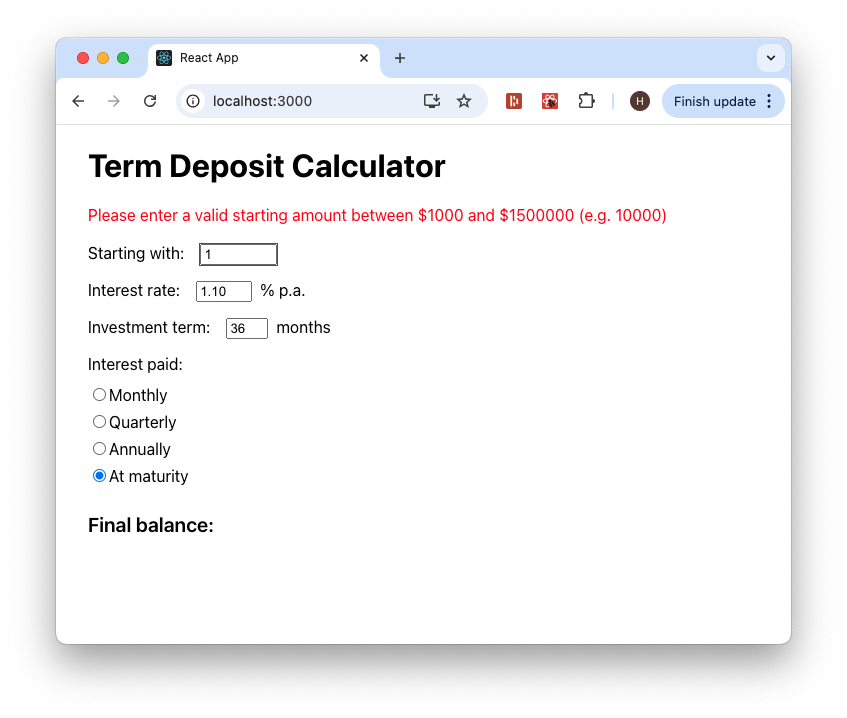 React App
localhost:3000
H
Finish update
Term Deposit Calculator
Please enter a valid starting amount between $1000 and $1500000 (e.g. 10000)
Starting with: 1
Interest rate: 1.10 % p.a.
Investment term: 36 months
Interest paid:
Monthly
Quarterly
Annually
At maturity
Final balance: